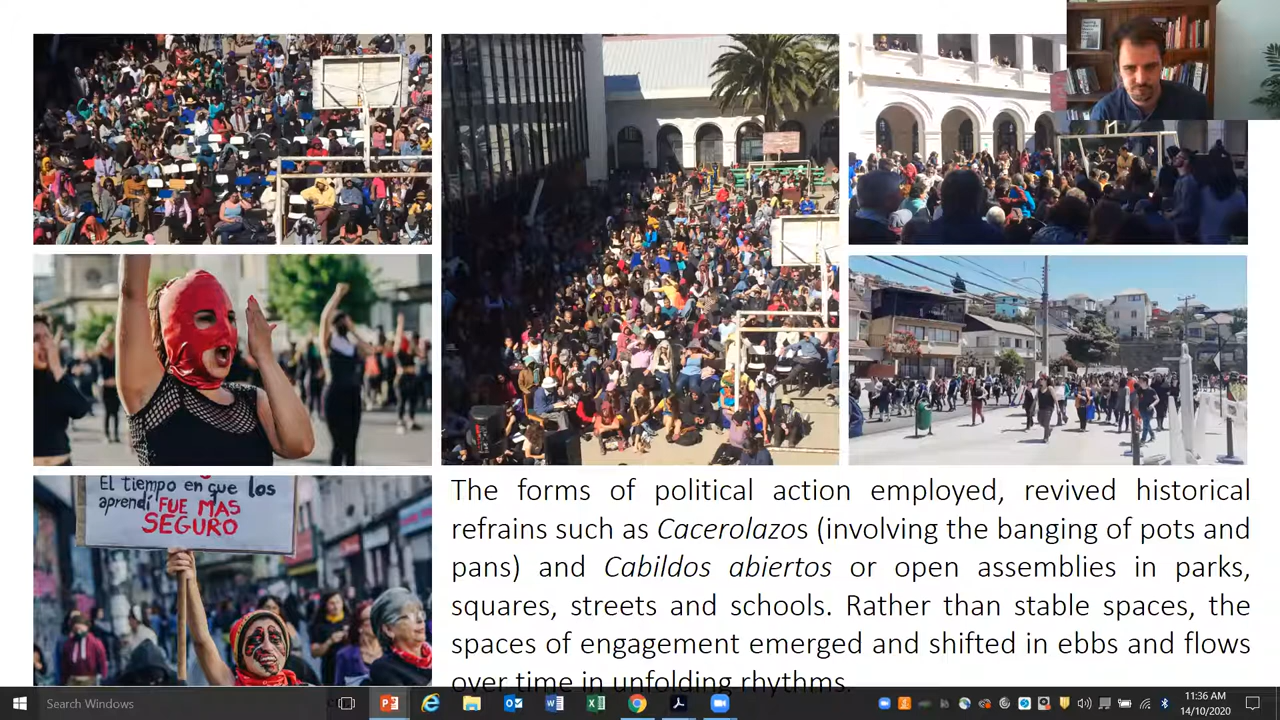 El tiempo en que los
aprendí FUE MAS
SEGURO
The forms of political action employed, revived historical
refrains such as Cacerolazos (involving the banging of pots and
pans) and Cabildos abiertos or open assemblies in parks,
squares, streets and schools. Rather than stable spaces, the
spaces of engagement emerged and shifted in ebbs and flows
over time in unfolding rhythms.
Search Windows
11:36 AM
14/10/2020